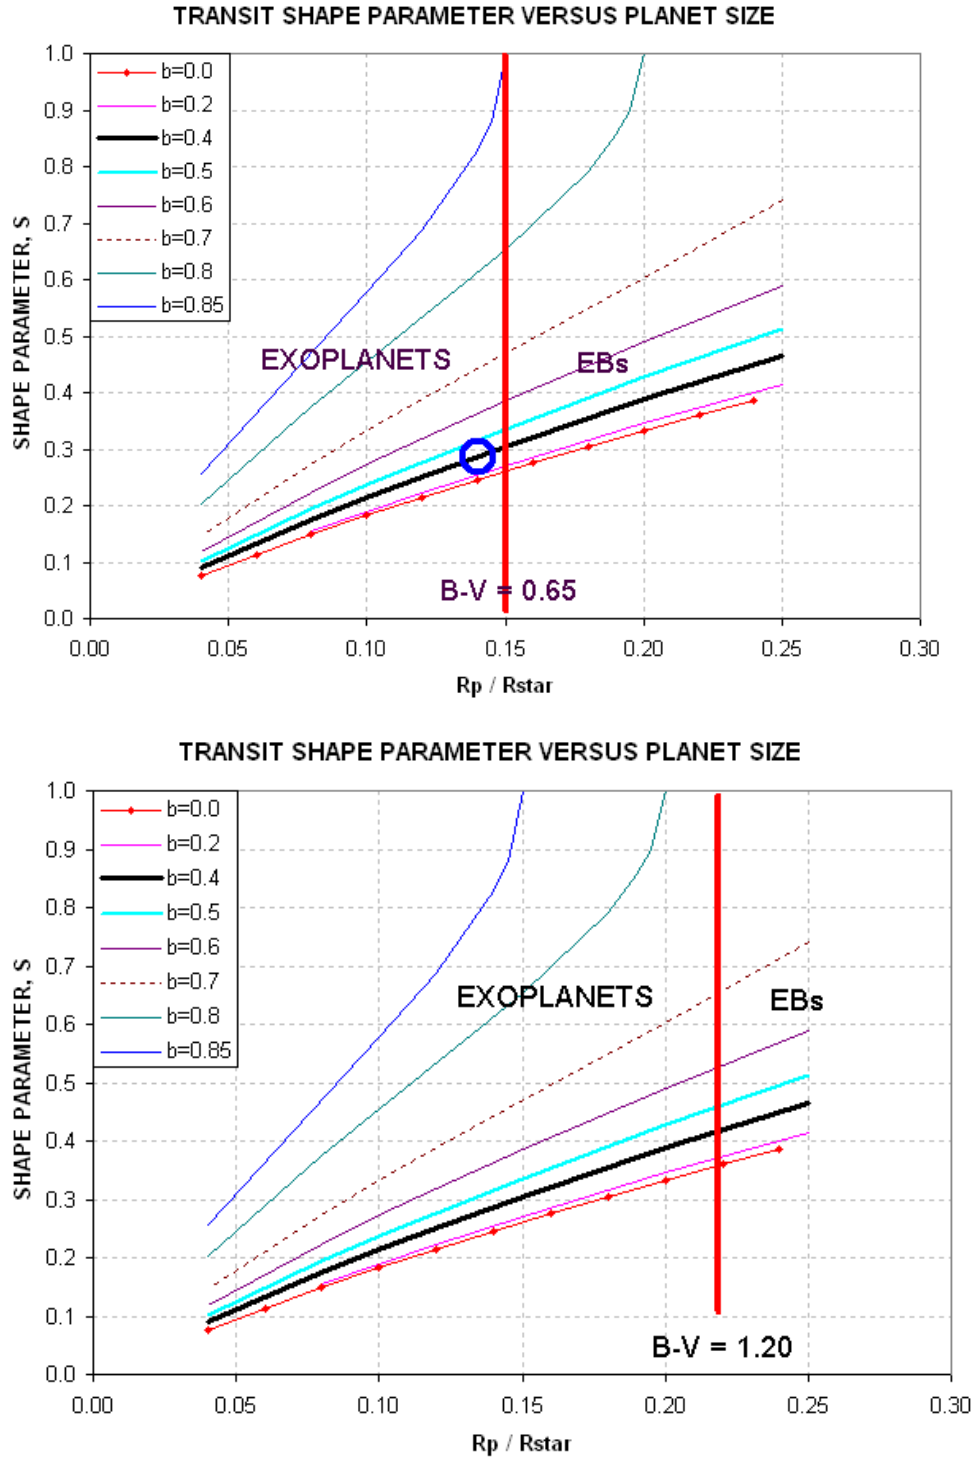 TRANSIT SHAPE PARAMETER VERSUS PLANET SIZE
1.0
0.9
0.8
0.7
0.6
0.5
0.4
0.3
0.2
0.1
0.0
SHAPE PARAMETER, S
b=0.0
b=0.2
b=0.4
b=0.5
b=0.6
b=0.7
b=0.8
b=0.85
EXOPLANETS
EBs
B-V = 0.65
0.00 0.05 0.10 0.15 0.20 0.25 0.30
Rp / Rstar
TRANSIT SHAPE PARAMETER VERSUS PLANET SIZE
1.0
0.9
0.8
0.7
0.6
0.5
0.4
0.3
0.2
0.1
0.0
SHAPE PARAMETER, S
b=0.0
b=0.2
b=0.4
b=0.5
b=0.6
b=0.7
b=0.8
b=0.85
EXOPLANETS
EBs
B-V = 1.20
0.00 0.05 0.10 0.15 0.20 0.25 0.30
Rp / Rstar